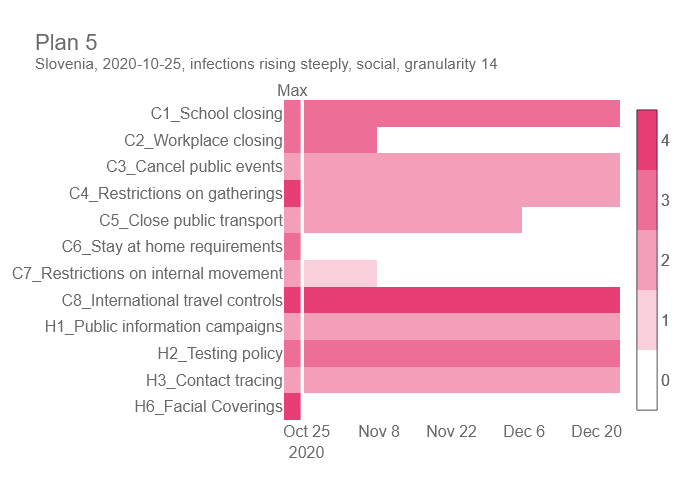 Plan 5
Slovenia, 2020-10-25, infections rising steeply, social, granularity 14
Max
C1_School closing
C2_Workplace closing
C3_Cancel public events
C4_Restrictions on gatherings
C5_Close public transport
C6_Stay at home requirements
C7_Restrictions on internal movement
C8_International travel controls
H1_Public information campaigns
H2_Testing policy
H3_Contact tracing
H6_Facial Coverings
Oct 25 Nov 8 Nov 22 Dec 6 Dec 20
2020
4
3
2
1
0